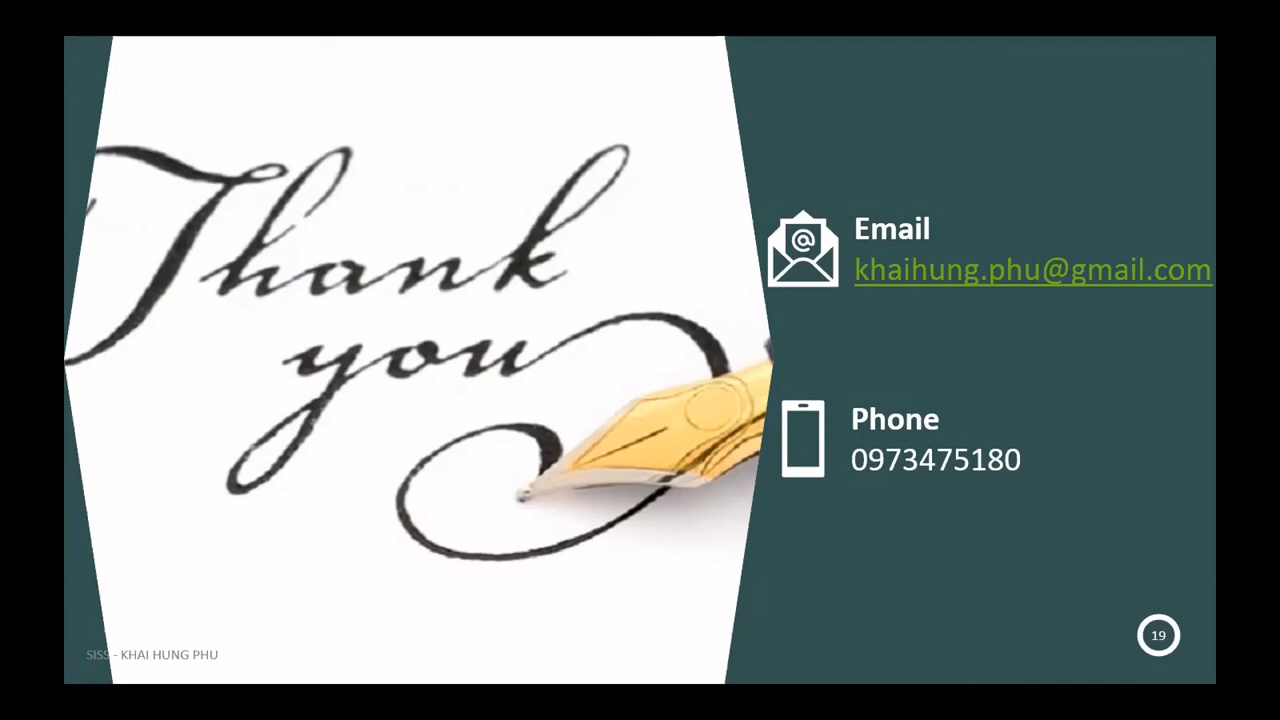 Thank
you
Email
khaihung.phu@gmail.com
Phone
0973475180
SISS - KHAI HUNG PHU
19